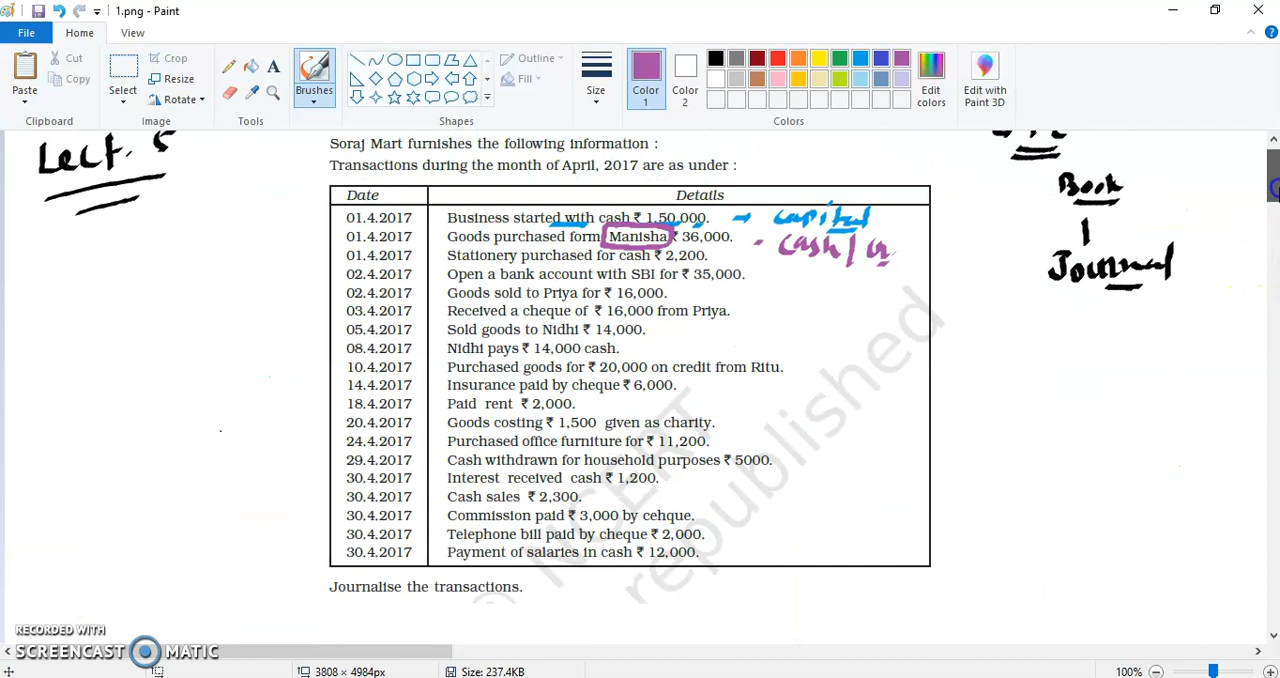 1.png - Paint
File Home View
Paste Cut Copy Select Crop Resize Rotate Brushes Outline Fill Size Color 1 Color 2 Edit colors Edit with Paint 3D
Clipboard Image Tools Shapes Colors
Lect. 5
Soraj Mart furnishes the following information :
Transactions during the month of April, 2017 are as under :
Date Details
01.4.2017 Business started with cash ₹ 1,50,000. → capital
01.4.2017 Goods purchased form Manisha ₹ 36,000. - cash /
01.4.2017 Stationery purchased for cash ₹ 2,200.
02.4.2017 Open a bank account with SBI for ₹ 35,000.
02.4.2017 Goods sold to Priya for ₹ 16,000.
03.4.2017 Received a cheque of ₹ 16,000 from Priya.
05.4.2017 Sold goods to Nidhi ₹ 14,000.
08.4.2017 Nidhi pays ₹ 14,000 cash.
10.4.2017 Purchased goods for ₹ 20,000 on credit from Ritu.
14.4.2017 Insurance paid by cheque ₹ 6,000.
18.4.2017 Paid rent ₹ 2,000.
20.4.2017 Goods costing ₹ 1,500 given as charity.
24.4.2017 Purchased office furniture for ₹ 11,200.
29.4.2017 Cash withdrawn for household purposes ₹ 5000.
30.4.2017 Interest received cash ₹ 1,200.
30.4.2017 Cash sales ₹ 2,300.
30.4.2017 Commission paid ₹ 3,000 by cehque.
30.4.2017 Telephone bill paid by cheque ₹ 2,000.
30.4.2017 Payment of salaries in cash ₹ 12,000.
Journalise the transactions.
Book
Journal
© NCERT
republished
RECORDED WITH
SCREENCAST MATIC
3808 × 4984px Size: 237.4KB 100%